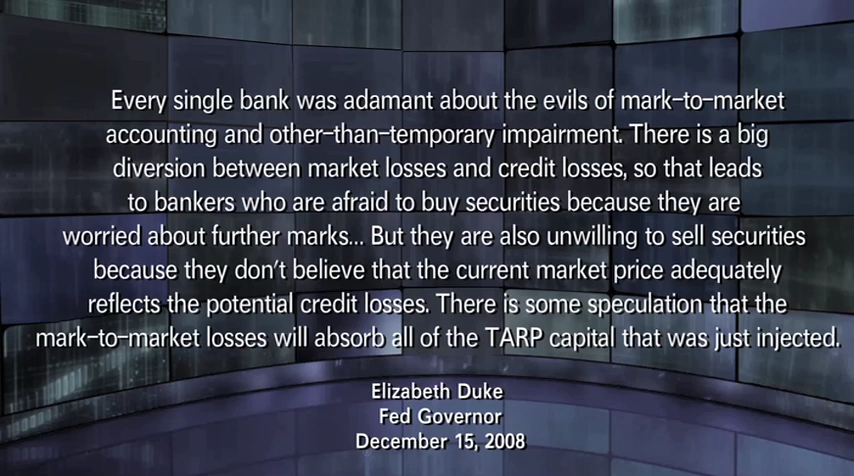 Every single bank was adamant about the evils of mark-to-market
accounting and other-than-temporary impairment. There is a big
diversion between market losses and credit losses, so that leads
to bankers who are afraid to buy securities because they are
worried about further marks... But they are also unwilling to sell securities
because they don't believe that the current market price adequately
reflects the potential credit losses. There is some speculation that the
mark-to-market losses will absorb all of the TARP capital that was just injected.
Elizabeth Duke
Fed Governor
December 15, 2008